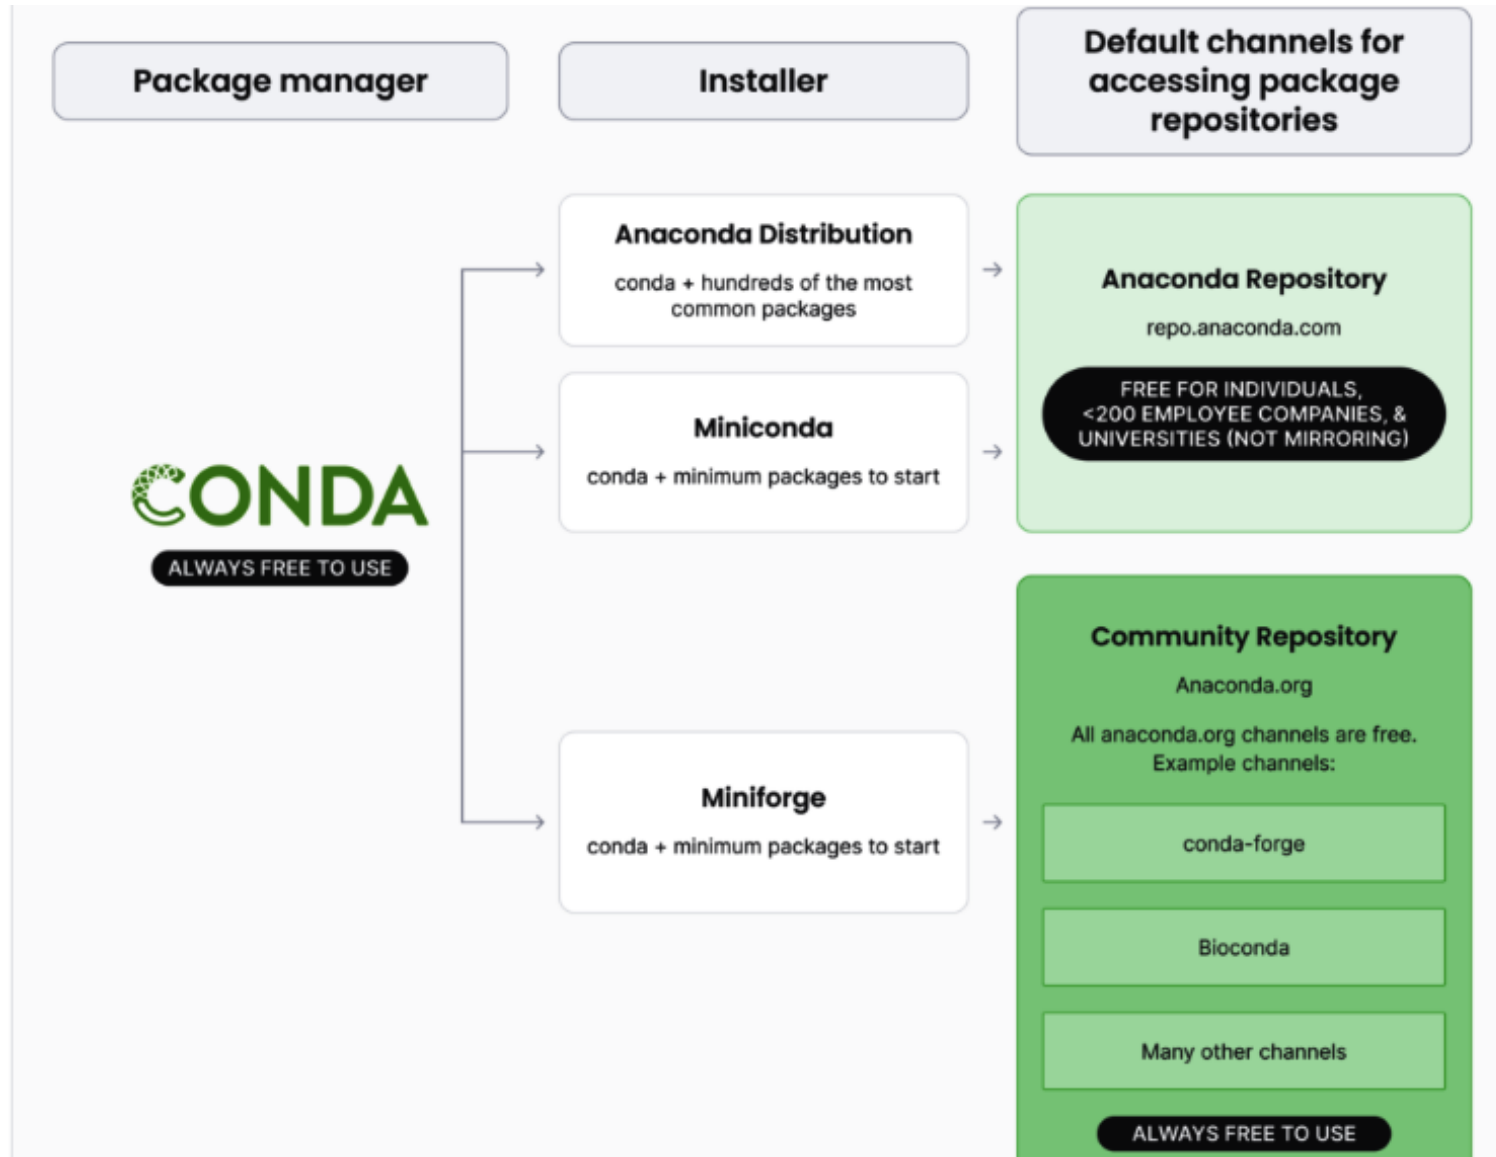 Package manager
Installer
Default channels for
accessing package
repositories
CONDA
ALWAYS FREE TO USE
Anaconda Distribution
conda + hundreds of the most
common packages
Miniconda
conda + minimum packages to start
Miniforge
conda + minimum packages to start
Anaconda Repository
repo.anaconda.com
FREE FOR INDIVIDUALS,
<200 EMPLOYEE COMPANIES, &
UNIVERSITIES (NOT MIRRORING)
Community Repository
Anaconda.org
All anaconda.org channels are free.
Example channels:
conda-forge
Bioconda
Many other channels
ALWAYS FREE TO USE